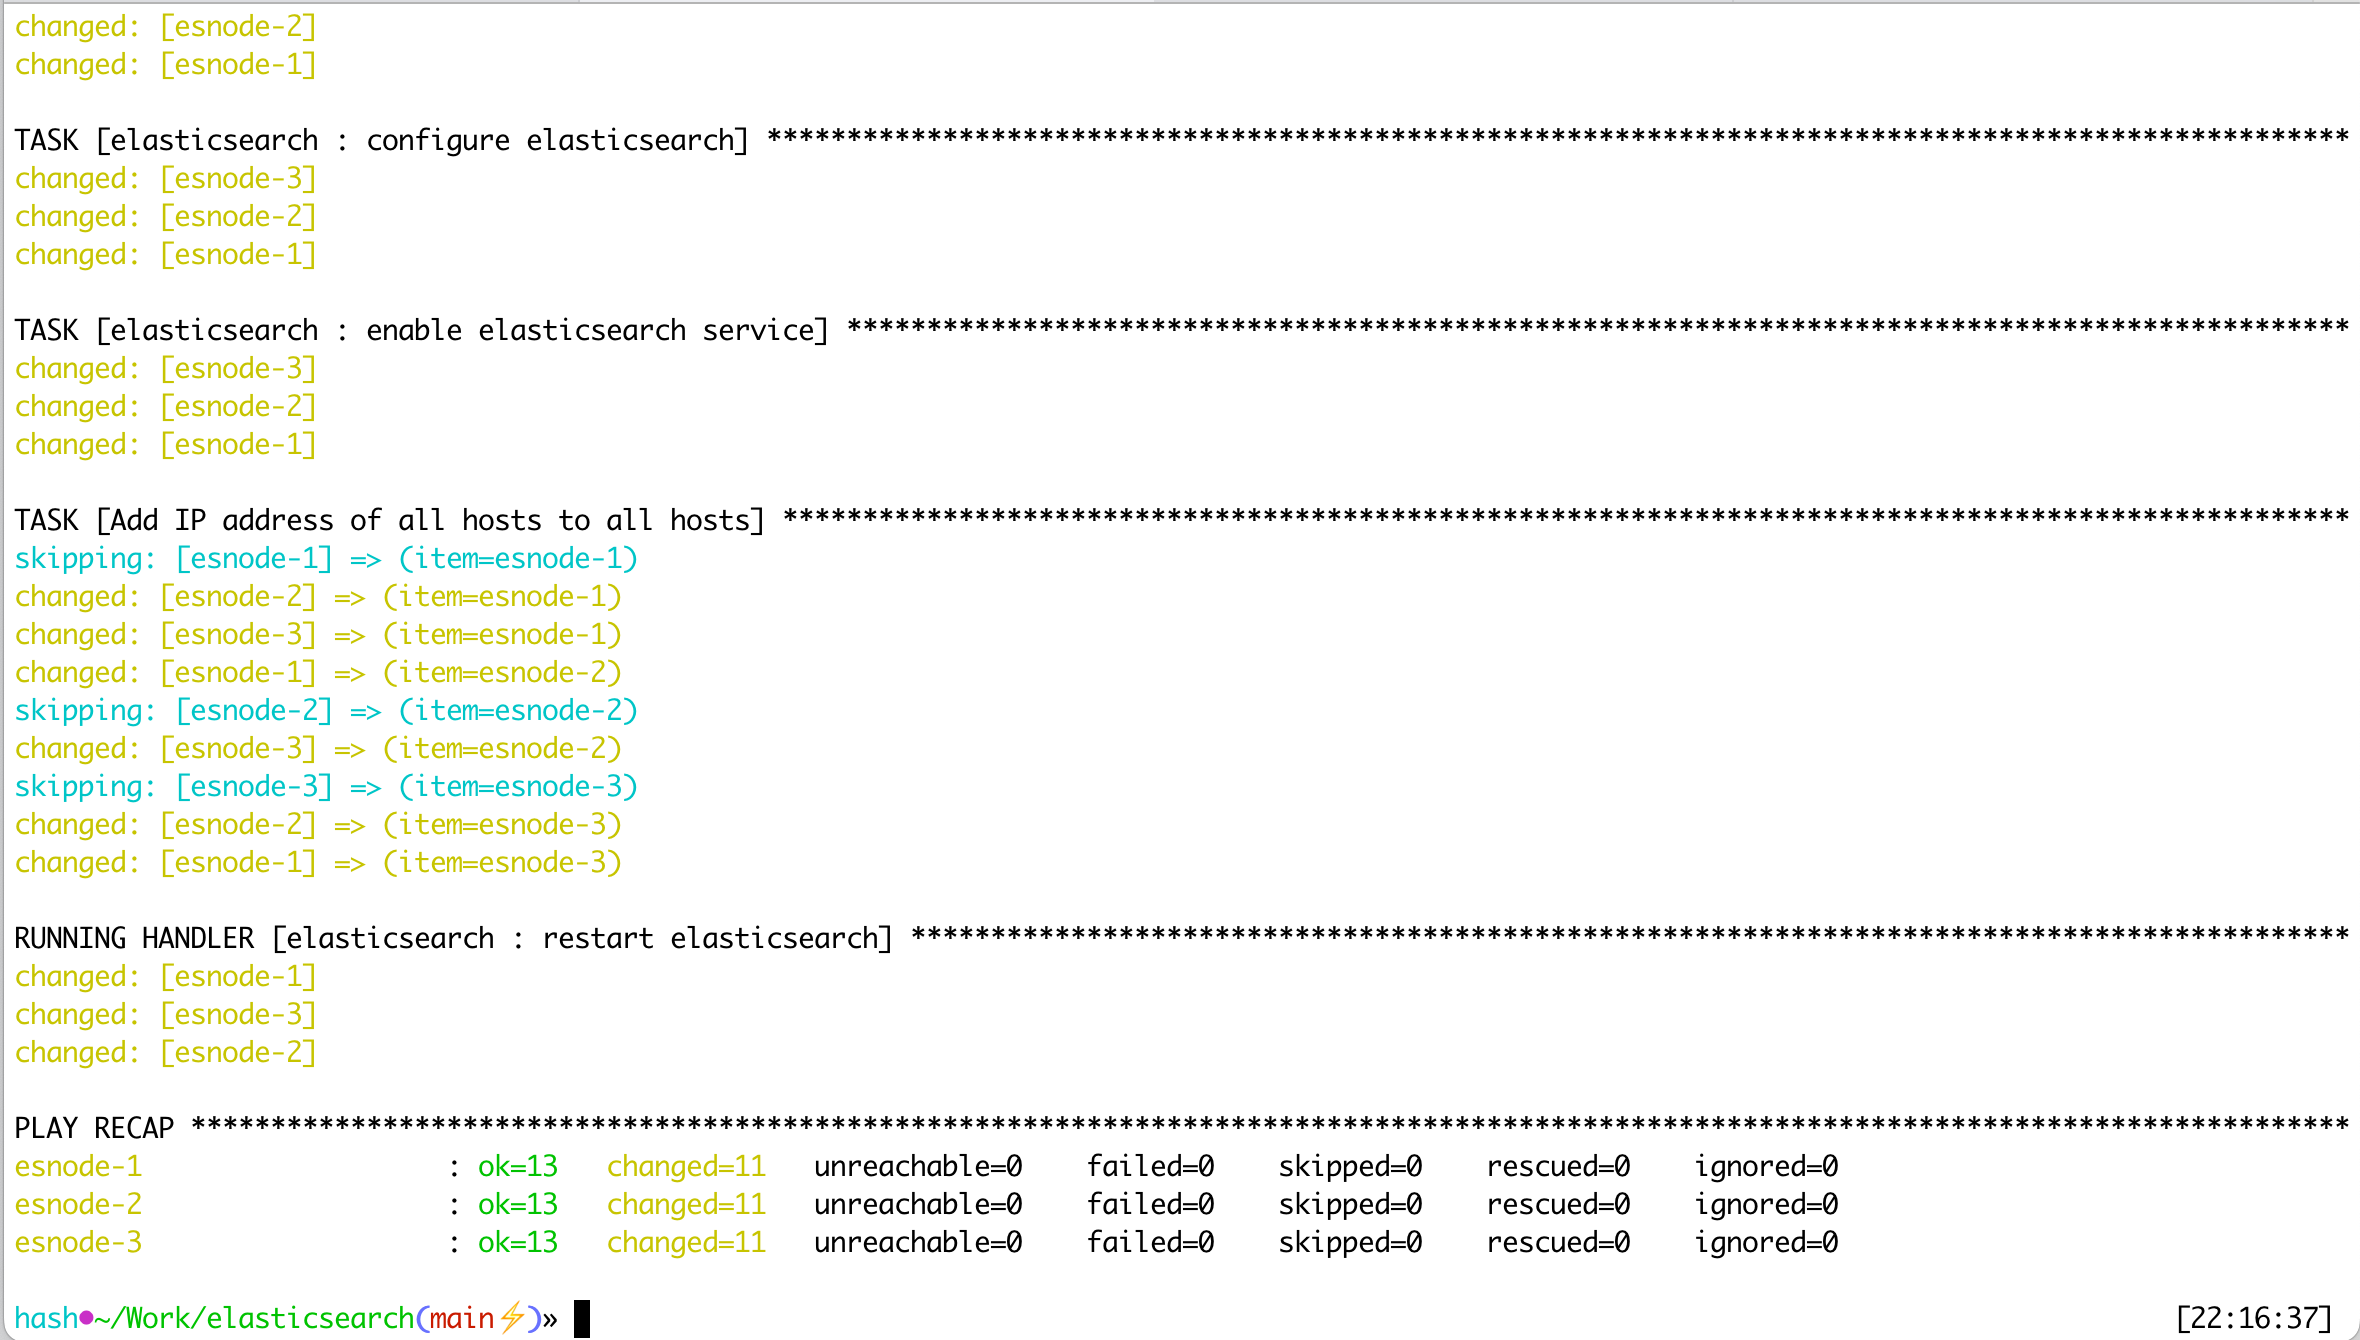 changed: [esnode-2]
changed: [esnode-1]
TASK [elasticsearch : configure elasticsearch] ***************************************************************************************************
changed: [esnode-3]
changed: [esnode-2]
changed: [esnode-1]
TASK [elasticsearch : enable elasticsearch service] **********************************************************************************************
changed: [esnode-3]
changed: [esnode-2]
changed: [esnode-1]
TASK [Add IP address of all hosts to all hosts] **************************************************************************************************
skipping: [esnode-1] => (item=esnode-1)
changed: [esnode-2] => (item=esnode-1)
changed: [esnode-3] => (item=esnode-1)
changed: [esnode-1] => (item=esnode-2)
skipping: [esnode-2] => (item=esnode-2)
changed: [esnode-3] => (item=esnode-2)
skipping: [esnode-3] => (item=esnode-3)
changed: [esnode-2] => (item=esnode-3)
changed: [esnode-1] => (item=esnode-3)
RUNNING HANDLER [elasticsearch : restart elasticsearch] ******************************************************************************************
changed: [esnode-1]
changed: [esnode-3]
changed: [esnode-2]
PLAY RECAP ***************************************************************************************************************************************
esnode-1 : ok=13 changed=11 unreachable=0 failed=0 skipped=0 rescued=0 ignored=0
esnode-2 : ok=13 changed=11 unreachable=0 failed=0 skipped=0 rescued=0 ignored=0
esnode-3 : ok=13 changed=11 unreachable=0 failed=0 skipped=0 rescued=0 ignored=0
hash●~/Work/elasticsearch(main⚡)» [22:16:37]